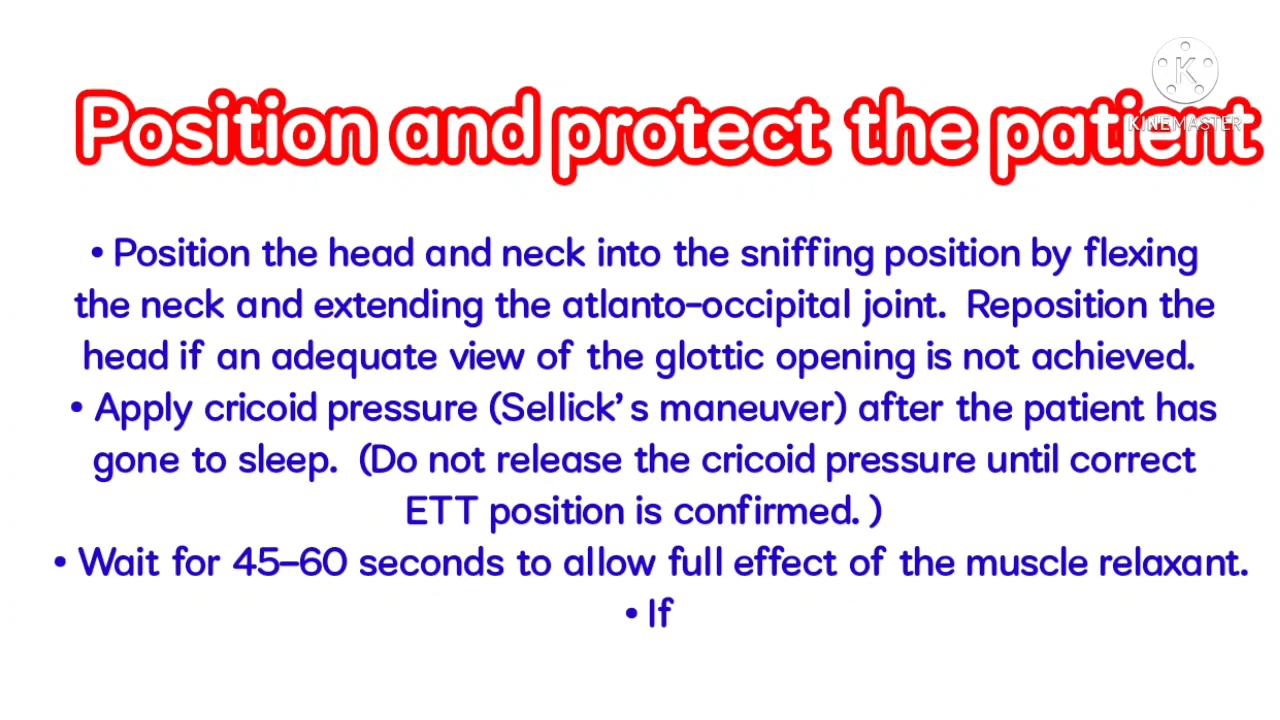 K
KINEMASTER
Position and protect the patient
• Position the head and neck into the sniffing position by flexing
the neck and extending the atlanto-occipital joint. Reposition the
head if an adequate view of the glottic opening is not achieved.
• Apply cricoid pressure (Sellick's maneuver) after the patient has
gone to sleep. (Do not release the cricoid pressure until correct
ETT position is confirmed. )
• Wait for 45–60 seconds to allow full effect of the muscle relaxant.
• If